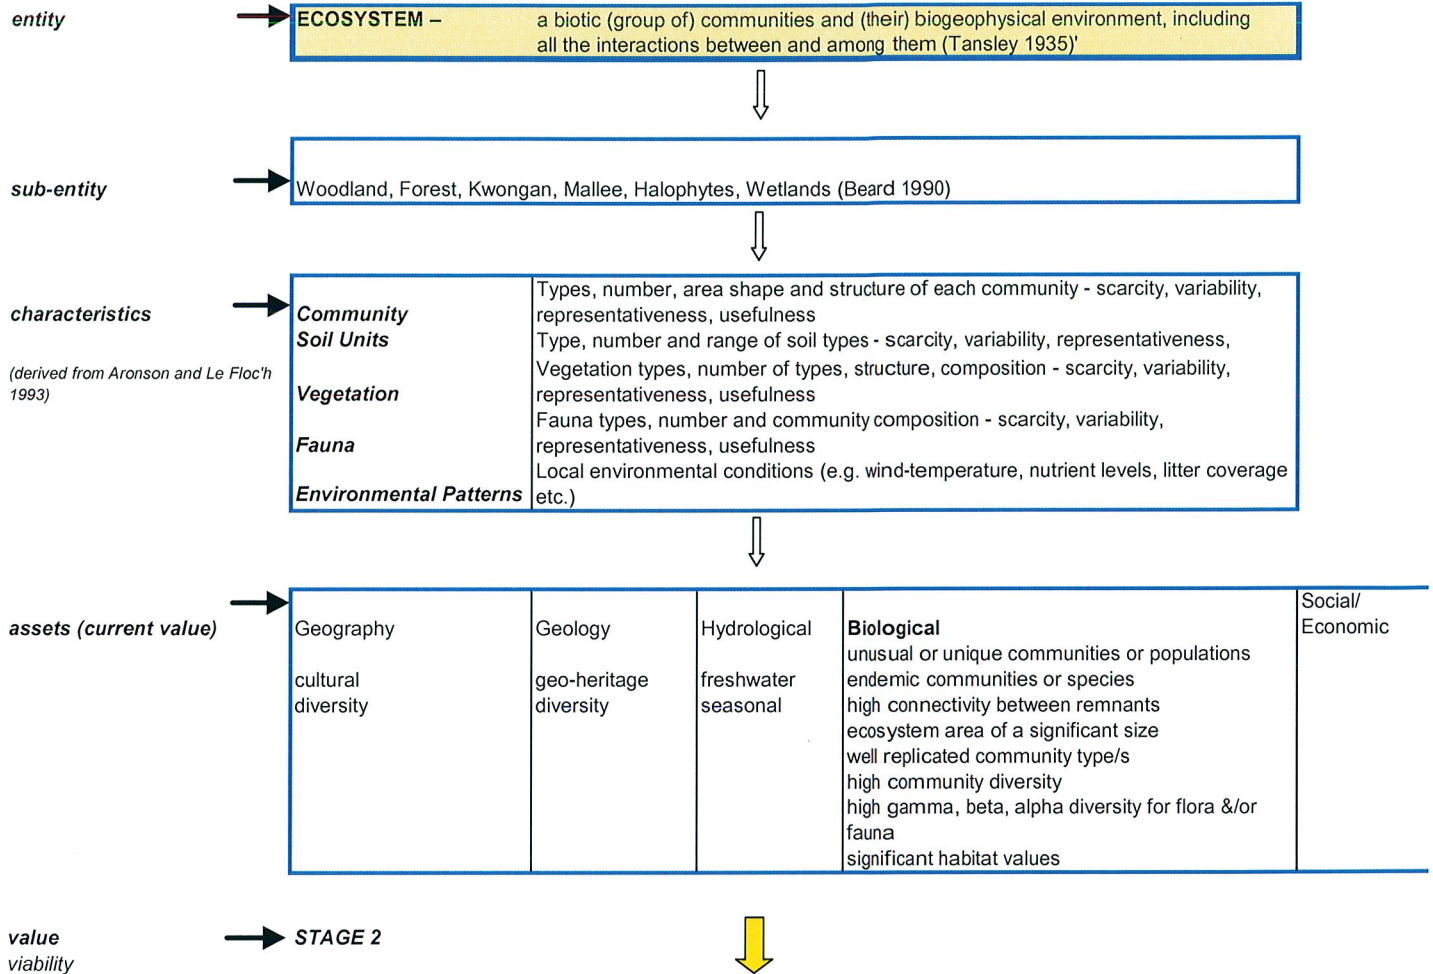 entity
ECOSYSTEM –
a biotic (group of) communities and (their) biogeophysical environment, including
all the interactions between and among them (Tansley 1935)'
sub-entity
Woodland, Forest, Kwongan, Mallee, Halophytes, Wetlands (Beard 1990)
characteristics
(derived from Aronson and Le Floc'h
1993)
Community
Types, number, area shape and structure of each community - scarcity, variability,
representativeness, usefulness
Soil Units
Type, number and range of soil types - scarcity, variability, representativeness,
Vegetation
Vegetation types, number of types, structure, composition - scarcity, variability,
representativeness, usefulness
Fauna
Fauna types, number and community composition - scarcity, variability,
representativeness, usefulness
Environmental Patterns
Local environmental conditions (e.g. wind-temperature, nutrient levels, litter coverage
etc.)
assets (current value)
Geography
cultural
diversity
Geology
geo-heritage
diversity
Hydrological
freshwater
seasonal
Biological
unusual or unique communities or populations
endemic communities or species
high connectivity between remnants
ecosystem area of a significant size
well replicated community type/s
high community diversity
high gamma, beta, alpha diversity for flora &/or
fauna
significant habitat values
Social/
Economic
value
viability
STAGE 2